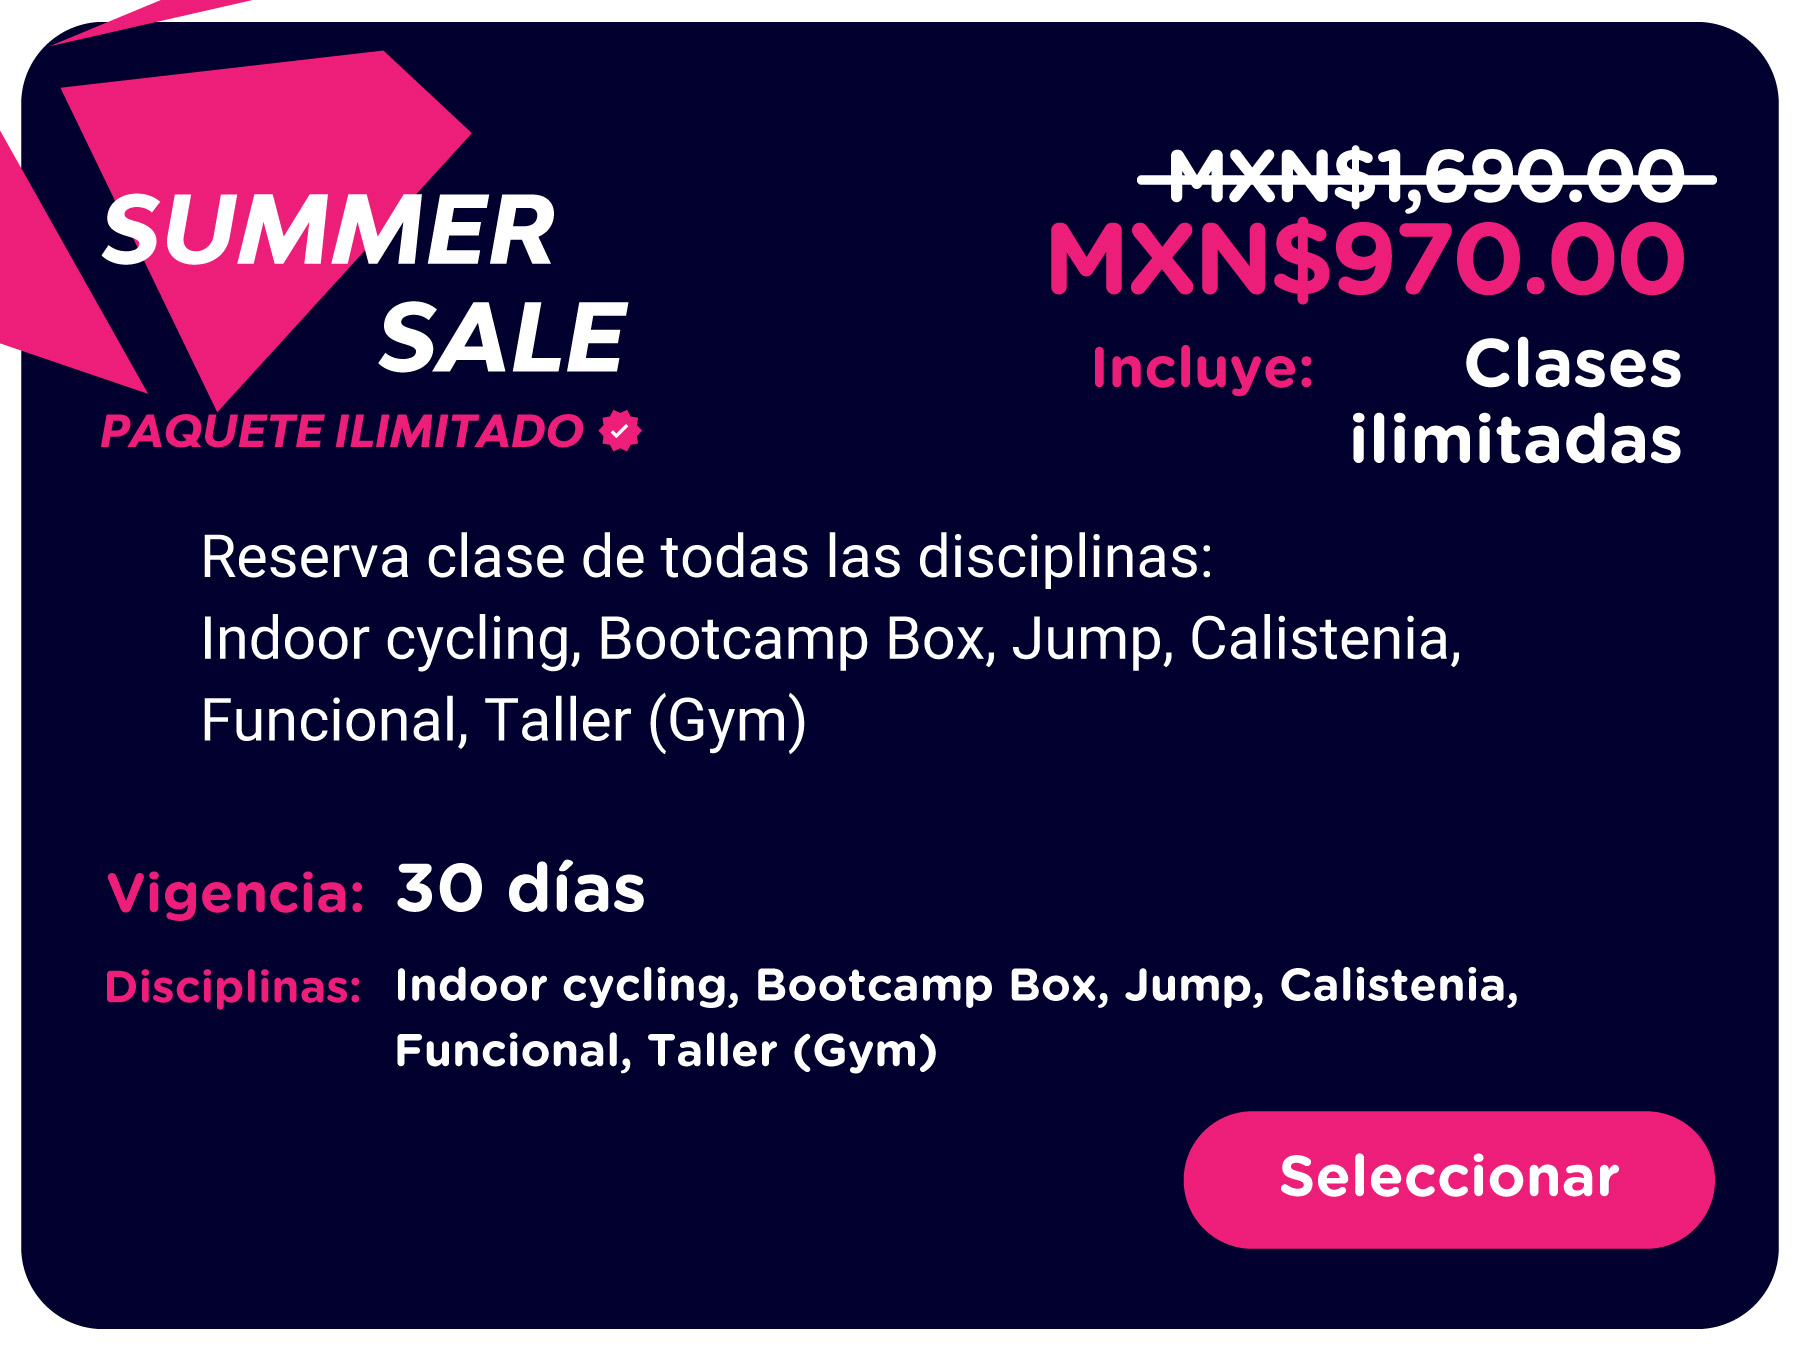 SUMMER
SALE
PAQUETE ILIMITADO
MXN$1,690.00
MXN$970.00
Incluye: Clases
ilimitadas
Reserva clase de todas las disciplinas:
Indoor cycling, Bootcamp Box, Jump, Calistenia,
Funcional, Taller (Gym)
Vigencia: 30 días
Disciplinas: Indoor cycling, Bootcamp Box, Jump, Calistenia,
Funcional, Taller (Gym)
Seleccionar